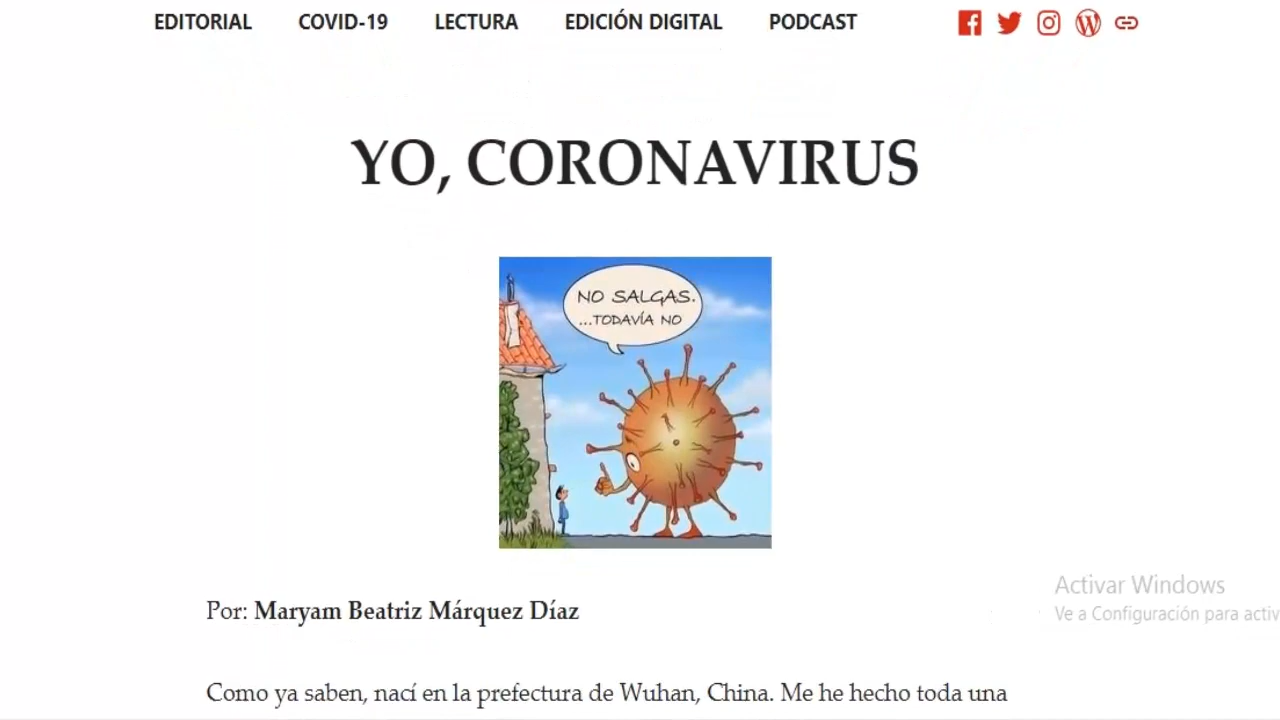 EDITORIAL COVID-19 LECTURA EDICIÓN DIGITAL PODCAST
YO, CORONAVIRUS
NO SALGAS.
...TODAVÍA NO
Por: Maryam Beatriz Márquez Díaz
Activar Windows
Ve a Configuración para activ
Como ya saben, nací en la prefectura de Wuhan, China. Me he hecho toda una